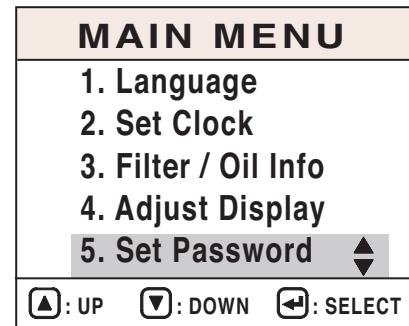 MAIN MENU
1. Language
2. Set Clock
3. Filter / Oil Info
4. Adjust Display
5. Set Password
: UP : DOWN : SELECT